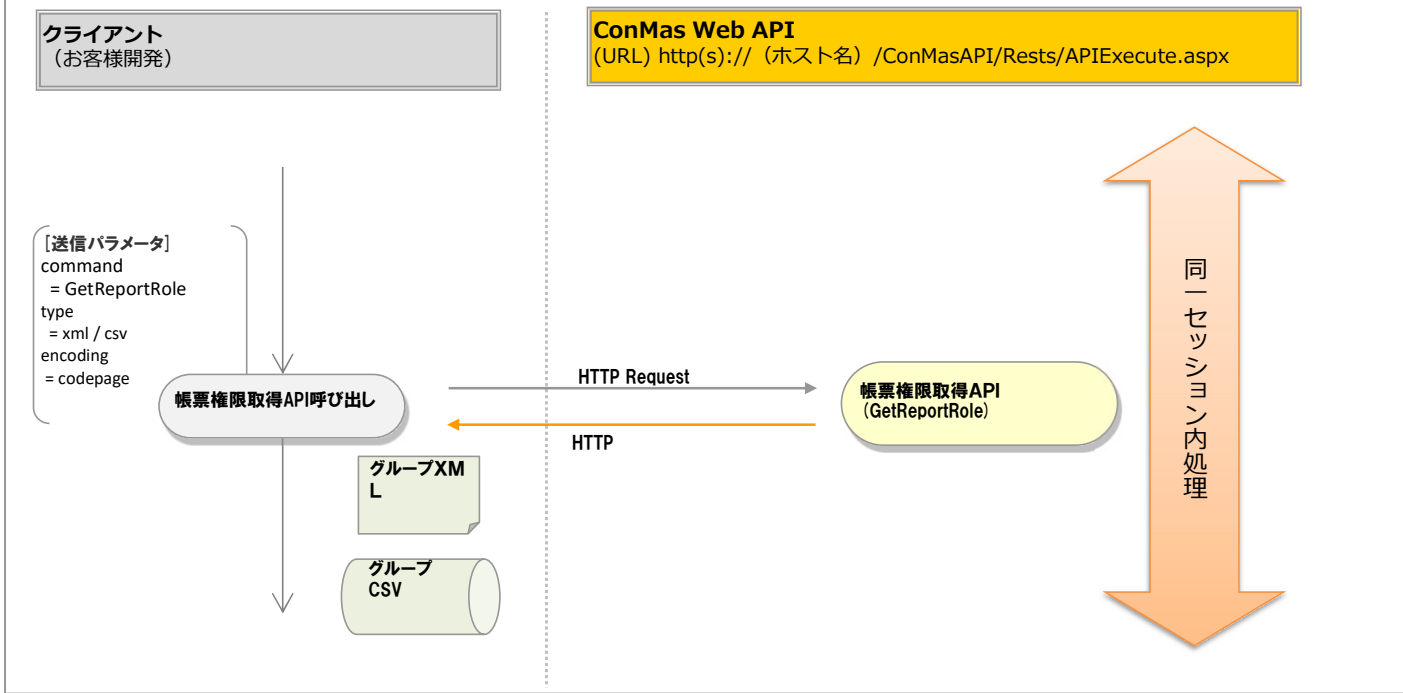 クライアント
（お客様開発）
ConMas Web API
(URL) http(s)://（ホスト名）/ConMasAPI/Rests/APIExecute.aspx
[送信パラメータ]
command
= GetReportRole
type
= xml / csv
encoding
= codepage
帳票権限取得API呼び出し
HTTP Request
HTTP
帳票権限取得API
（GetReportRole）
グループXM
L
グループ
CSV
同一セッション内処理